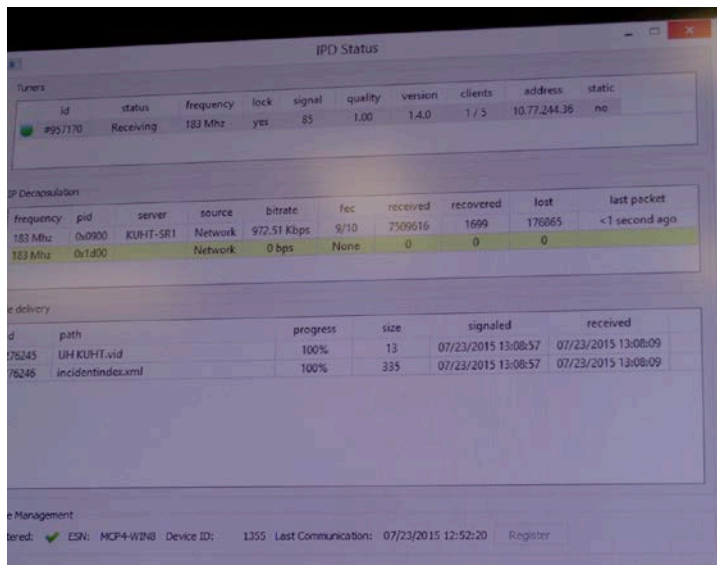 IPD Status
Tuners
id status frequency lock signal quality version clients address static
#957170 Receiving 183 Mhz yes 85 1.00 1.4.0 1 / 5 10.77.244.36 no
IP Decapsulation
frequency pid server source bitrate fec received recovered lost last packet
183 Mhz 0x0900 KUHT-SR1 Network 972.51 Kbps 9/10 7509616 1699 176865 <1 second ago
183 Mhz 0x1d00 Network 0 bps None 0 0 0
e delivery
d path progress size signaled received
76245 UH KUHT.vid 100% 13 07/23/2015 13:08:57 07/23/2015 13:08:09
76246 incidentindex.xml 100% 335 07/23/2015 13:08:57 07/23/2015 13:08:09
e Management
tered: ESN: MCP4-WIN8 Device ID: 1355 Last Communication: 07/23/2015 12:52:20 Register